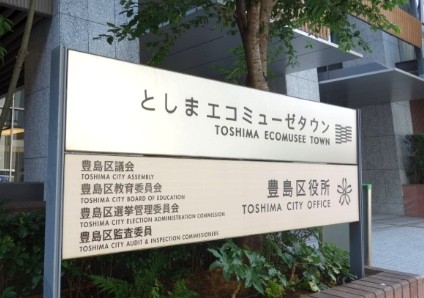 としまエコミューゼタウン
TOSHIMA ECOMUSEE TOWN
豊島区議会
TOSHIMA CITY ASSEMBLY
豊島区教育委員会
TOSHIMA CITY BOARD OF EDUCATION
豊島区選挙管理委員会
TOSHIMA CITY ELECTION ADMINISTRATION COMMISSION
豊島区監査委員
TOSHIMA CITY AUDIT & INSPECTION COMMISSIONERS
豊島区役所
TOSHIMA CITY OFFICE